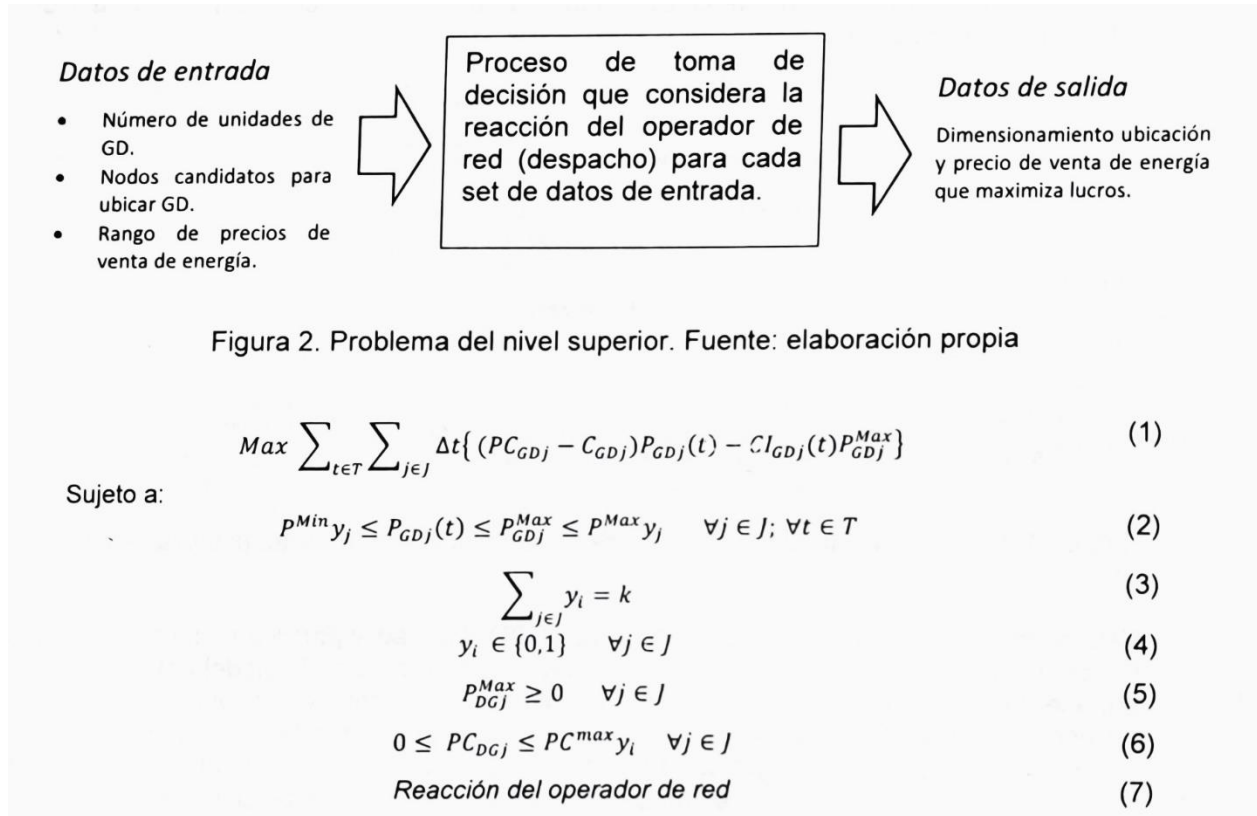 Datos de entrada
• Número de unidades de
GD.
• Nodos candidatos para
ubicar GD.
• Rango de precios de
venta de energía.
Proceso de toma de
decisión que considera la
reacción del operador de
red (despacho) para cada
set de datos de entrada.
Datos de salida
Dimensionamiento ubicación
y precio de venta de energía
que maximiza lucros.
Figura 2. Problema del nivel superior. Fuente: elaboración propia
Max ∑_{t∈T} ∑_{j∈J} Δt{ (PC_{GDj} − C_{GDj})P_{GDj}(t) − CI_{GDj}(t)P_{GDj}^{Max}} (1)
Sujeto a:
P^{Min}y_j ≤ P_{GDj}(t) ≤ P_{GDj}^{Max} ≤ P^{Max}y_j ∀j ∈ J; ∀t ∈ T (2)
∑_{j∈J} y_i = k (3)
y_i ∈ {0,1} ∀j ∈ J (4)
P_{DGj}^{Max} ≥ 0 ∀j ∈ J (5)
0 ≤ PC_{DGj} ≤ PC^{max}y_i ∀j ∈ J (6)
Reacción del operador de red (7)